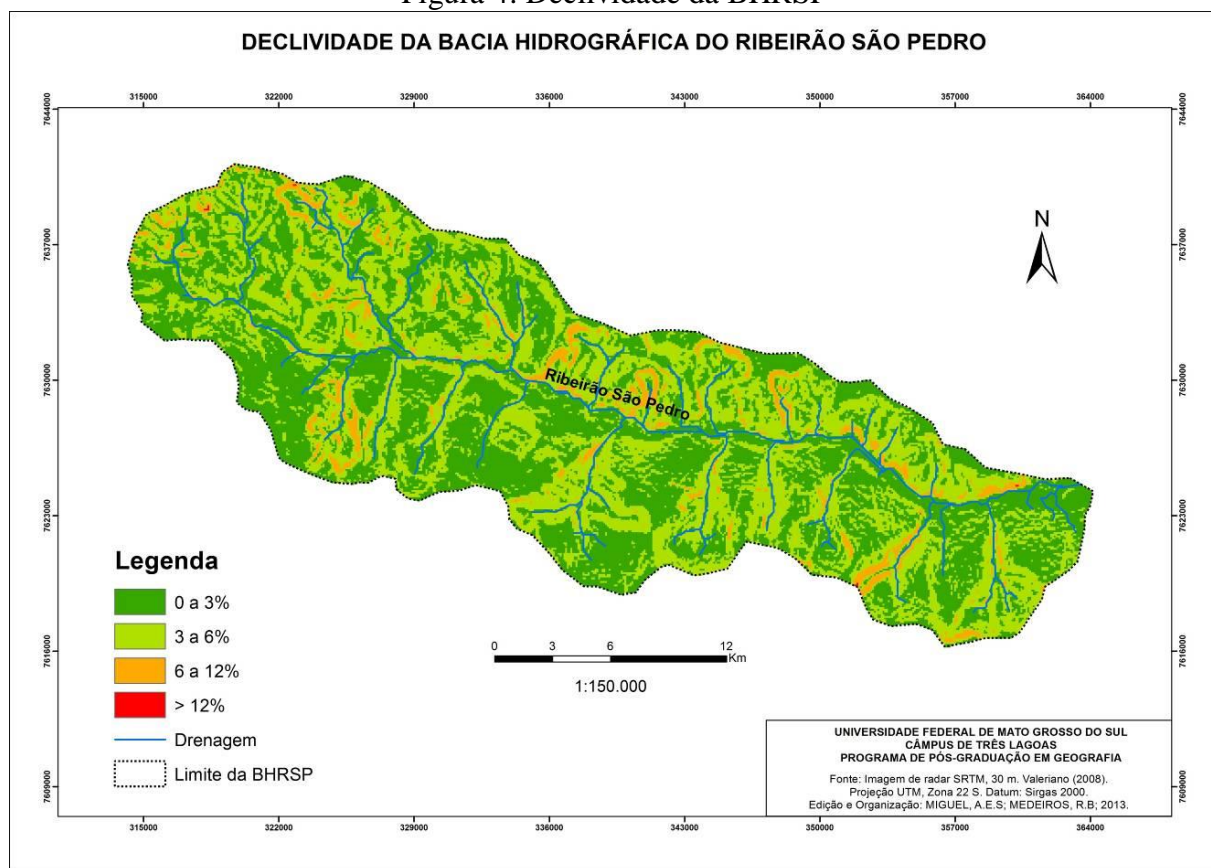 Figura 4: Declividade da BHRSP
DECLIVIDADE DA BACIA HIDROGRÁFICA DO RIBEIRÃO SÃO PEDRO
315000 322000 329000 336000 343000 350000 357000 364000
7644000 7644000
7637000 7637000
N
7630000 7630000
Ribeirão São Pedro
7623000 7623000
7616000 7616000
7609000 7609000
Legenda
0 a 3%
3 a 6%
6 a 12%
> 12%
Drenagem
Limite da BHRSP
0 3 6 12
Km
1:150.000
UNIVERSIDADE FEDERAL DE MATO GROSSO DO SUL
CÂMPUS DE TRÊS LAGOAS
PROGRAMA DE PÓS-GRADUAÇÃO EM GEOGRAFIA
Fonte: Imagem de radar SRTM, 30 m. Valeriano (2008).
Projeção UTM, Zona 22 S. Datum: Sirgas 2000.
Edição e Organização: MIGUEL, A.E.S; MEDEIROS, R.B; 2013.
315000 322000 329000 336000 343000 350000 357000 364000